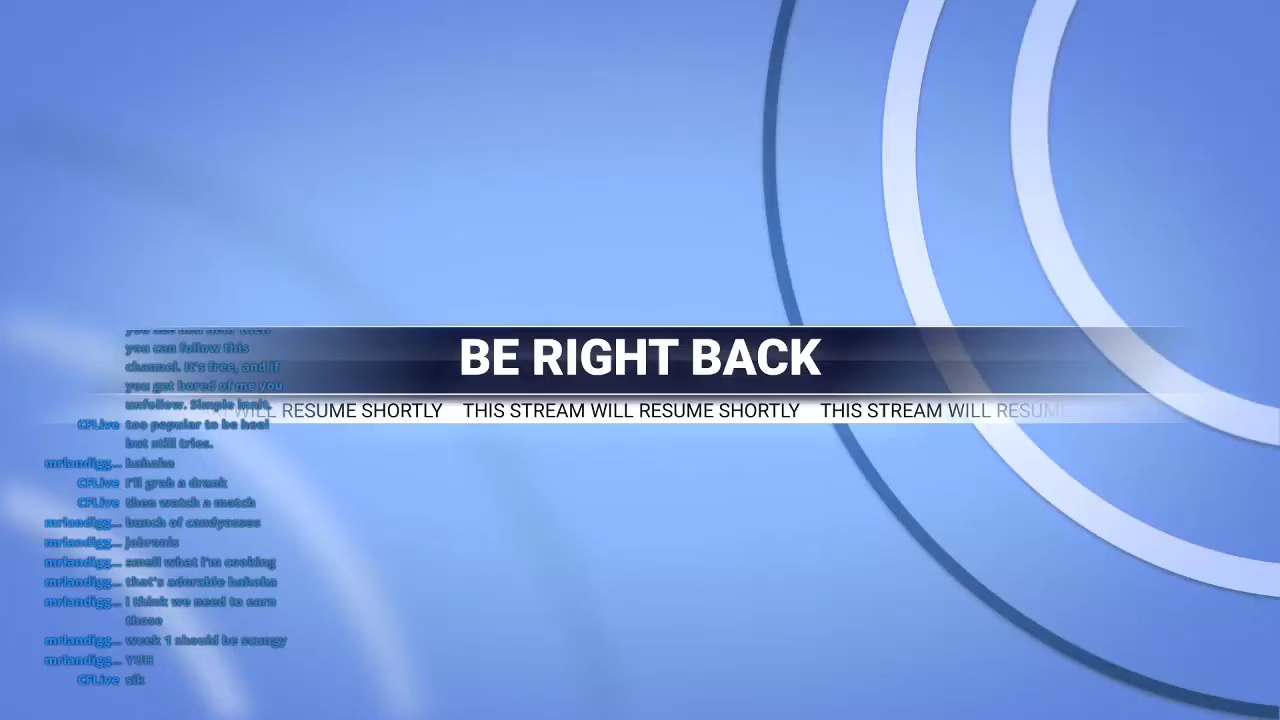 BE RIGHT BACK
WILL RESUME SHORTLY THIS STREAM WILL RESUME SHORTLY THIS STREAM WILL RESUME
you can follow this
channel. It's free, and if
you get bored of me you
unfollow. Simple innit.
CFLive too popular to be heel
but still tries.
mrlandigg... hahaha
CFLive I'll grab a drank
CFLive then watch a match
mrlandigg... bunch of candyasses
mrlandigg... jabronis
mrlandigg... smell what i'm cooking
mrlandigg... that's adorable hahaha
mrlandigg... I think we need to earn
those
mrlandigg... week 1 should be scungy
mrlandigg... YUH
CFLive sik